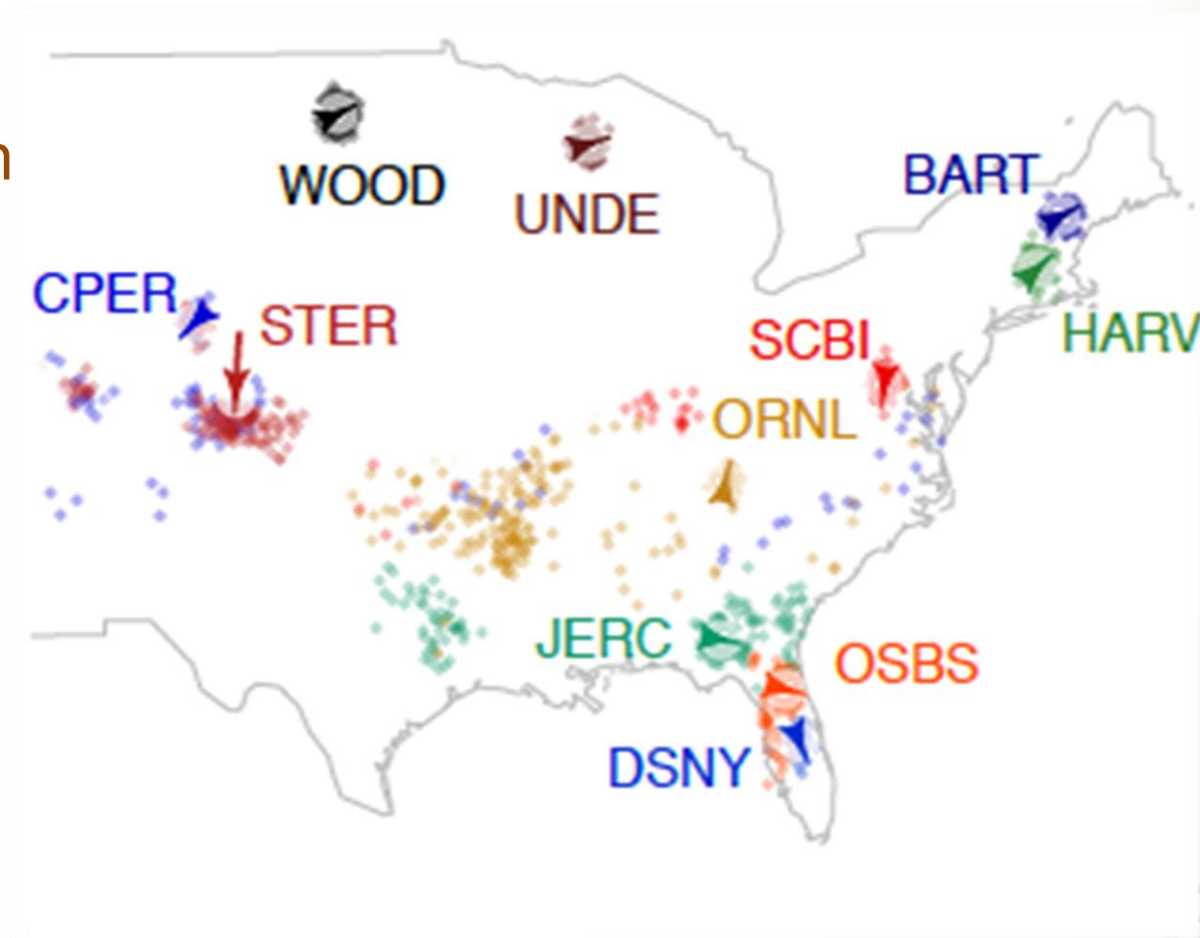 n
WOOD
UNDE
BART
CPER
STER
SCBI
HARV
ORNL
JERC
OSBS
DSNY